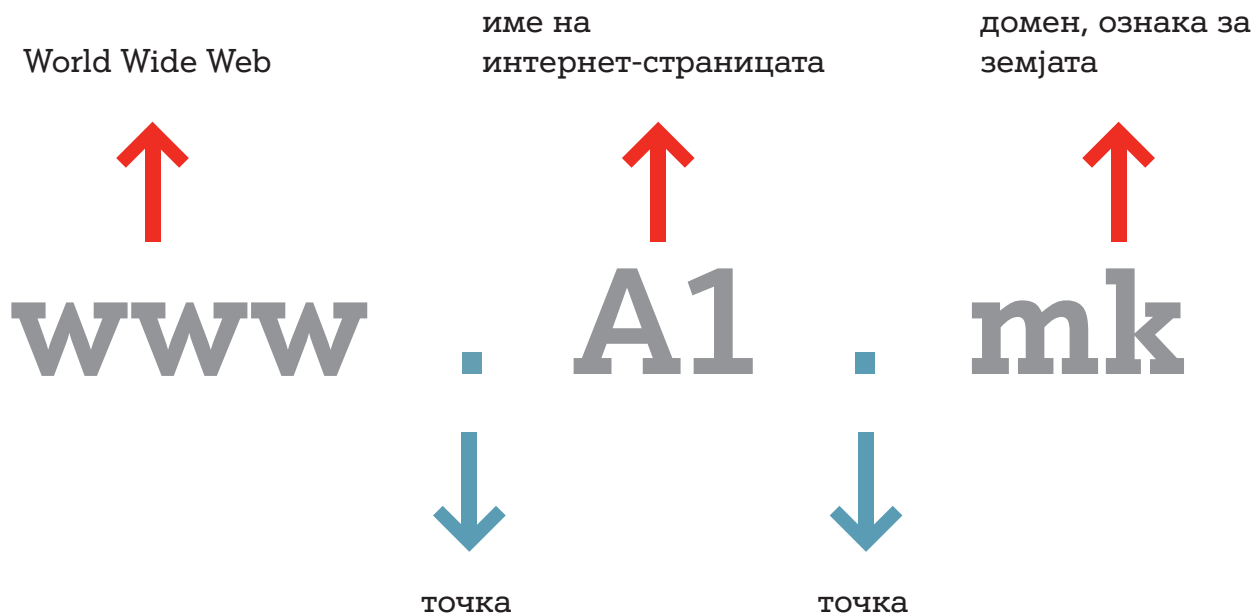 World Wide Web
име на
интернет-страницата
домен, ознака за
земјата
www . A1 . mk
точка
точка